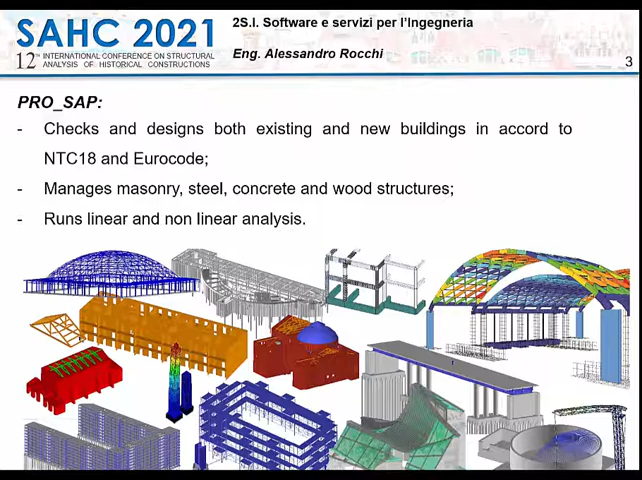 SAHC 2021
12th INTERNATIONAL CONFERENCE ON STRUCTURAL
ANALYSIS OF HISTORICAL CONSTRUCTIONS
2S.I. Software e servizi per l'Ingegneria
Eng. Alessandro Rocchi
3
PRO_SAP:
- Checks and designs both existing and new buildings in accord to
NTC18 and Eurocode;
- Manages masonry, steel, concrete and wood structures;
- Runs linear and non linear analysis.